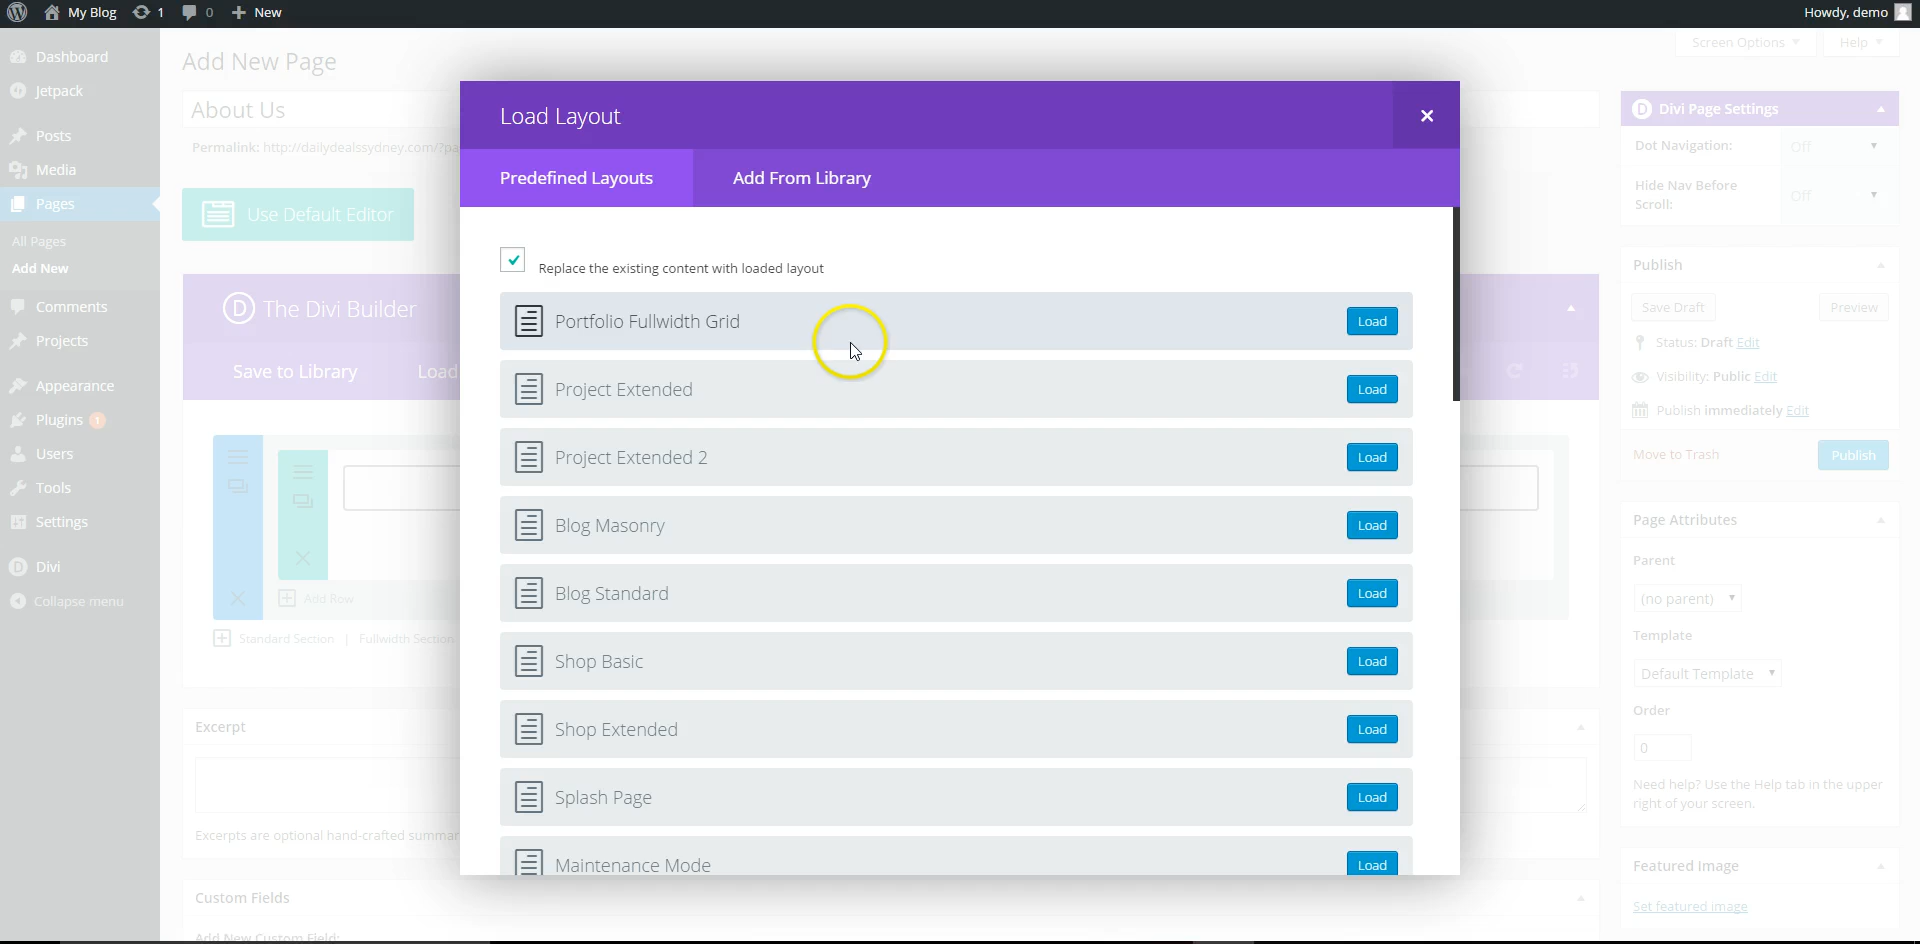 My Blog
1
0
New
Howdy, demo
Dashboard
Jetpack
Posts
Media
Pages
All Pages
Add New
Comments
Projects
Appearance
Plugins 1
Users
Tools
Settings
Divi
Collapse menu
Screen Options
Help
Add New Page
About Us
Permalink: http://dailydealssydney.com/?pa
Use Default Editor
The Divi Builder
Save to Library
Load
Add Row
Standard Section | Fullwidth Section
Excerpt
Excerpts are optional hand-crafted summar
Custom Fields
Add New Custom Field:
Load Layout
Predefined Layouts
Add From Library
Replace the existing content with loaded layout
Portfolio Fullwidth Grid Load
Project Extended Load
Project Extended 2 Load
Blog Masonry Load
Blog Standard Load
Shop Basic Load
Shop Extended Load
Splash Page Load
Maintenance Mode Load
Divi Page Settings
Dot Navigation: Off
Hide Nav Before
Scroll:
Off
Publish
Save Draft
Preview
Status: Draft Edit
Visibility: Public Edit
Publish immediately Edit
Move to Trash
Publish
Page Attributes
Parent
(no parent)
Template
Default Template
Order
0
Need help? Use the Help tab in the upper
right of your screen.
Featured Image
Set featured image